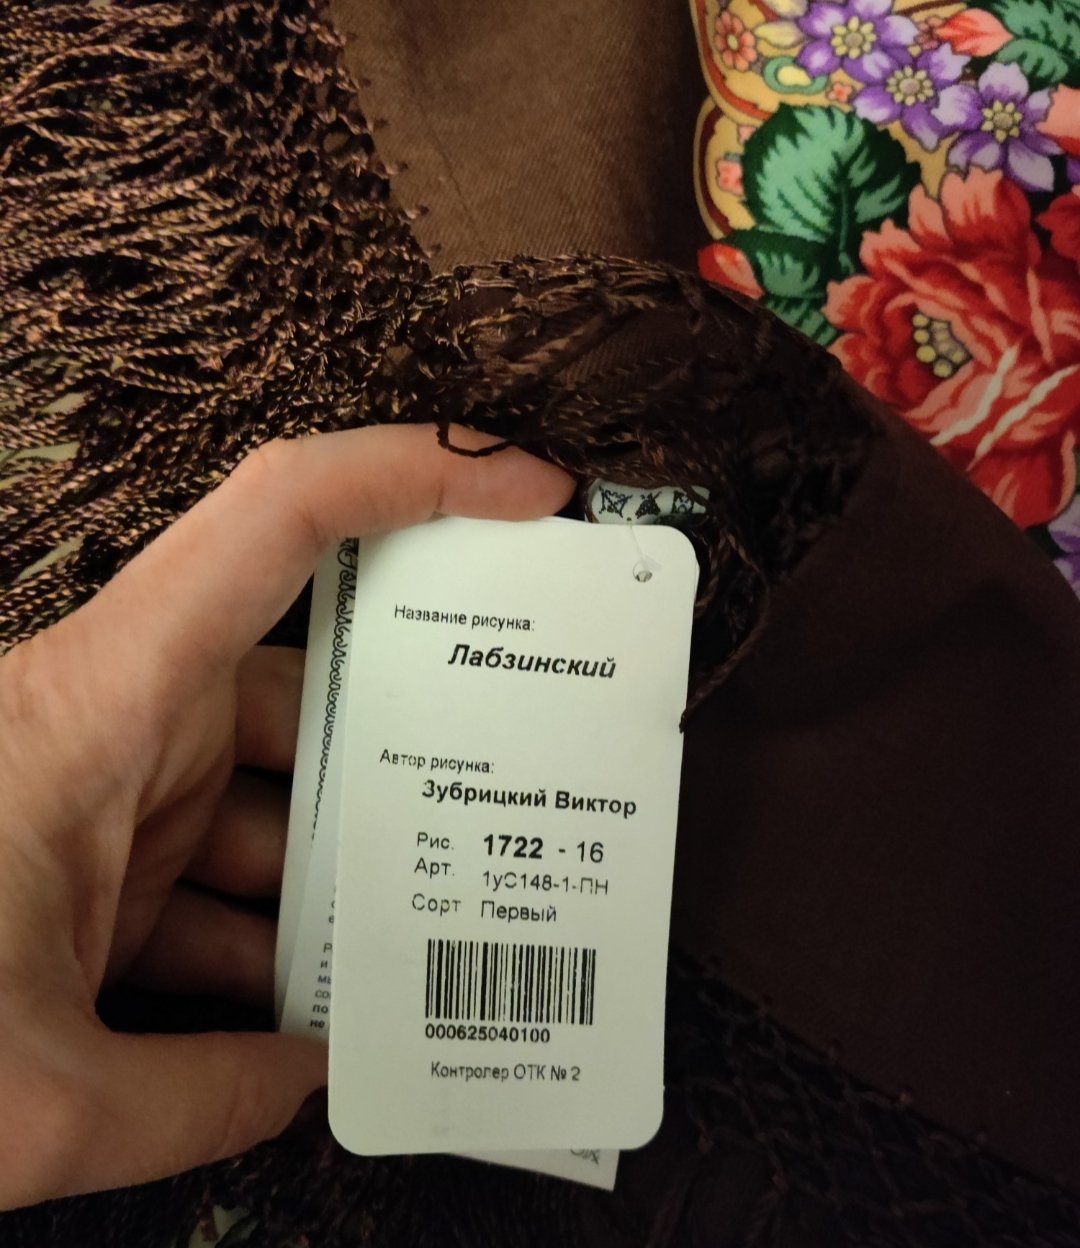 Название рисунка:
Лабзинский
Автор рисунка:
Зубрицкий Виктор
Рис. 1722 - 16
Арт. 1уС148-1-ПН
Сорт Первый
000625040100
Контролер ОТК № 2